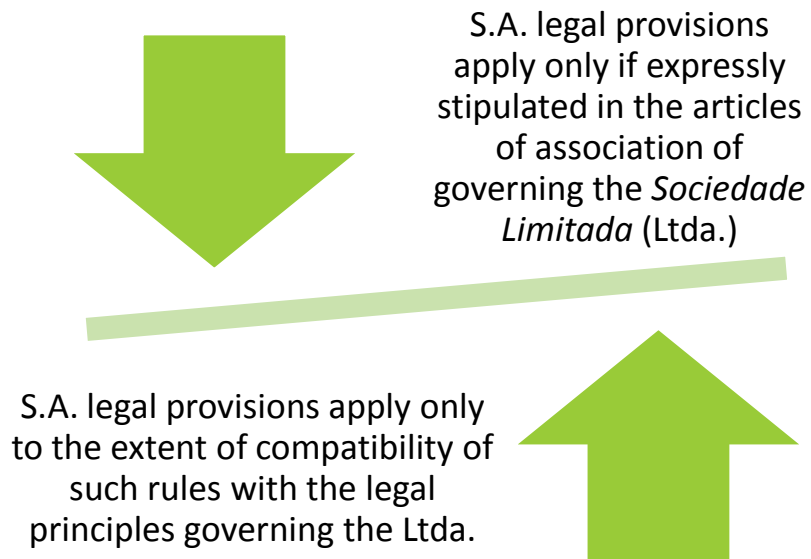 S.A. legal provisions
apply only if expressly
stipulated in the articles
of association of
governing the Sociedade
Limitada (Ltda.)
S.A. legal provisions apply only
to the extent of compatibility of
such rules with the legal
principles governing the Ltda.